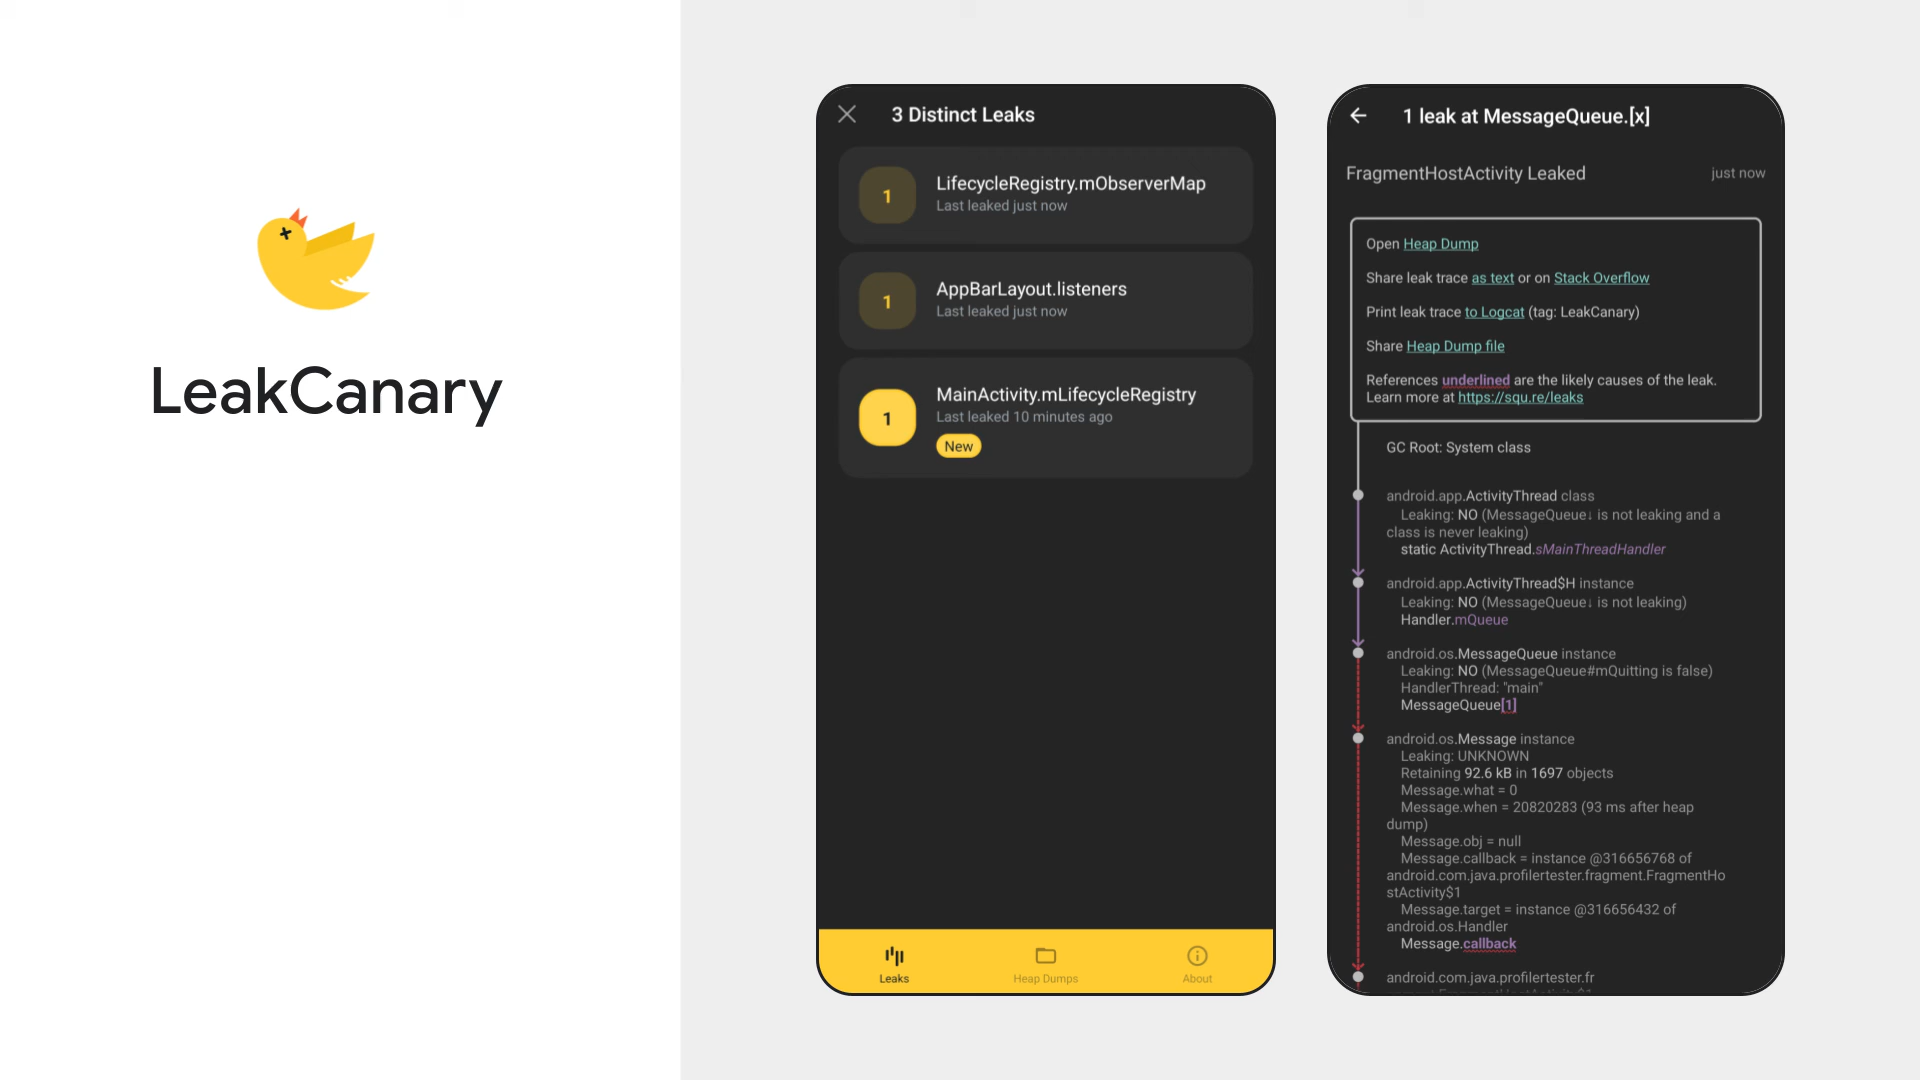 LeakCanary
3 Distinct Leaks
1
LifecycleRegistry.mObserverMap
Last leaked just now
1
AppBarLayout.listeners
Last leaked just now
1
MainActivity.mLifecycleRegistry
Last leaked 10 minutes ago
New
Leaks
Heap Dumps
About
1 leak at MessageQueue.[x]
FragmentHostActivity Leaked
just now
Open Heap Dump
Share leak trace as text or on Stack Overflow
Print leak trace to Logcat (tag: LeakCanary)
Share Heap Dump file
References underlined are the likely causes of the leak.
Learn more at https://squ.re/leaks
GC Root: System class
android.app.ActivityThread class
Leaking: NO (MessageQueue↓ is not leaking and a
class is never leaking)
static ActivityThread.sMainThreadHandler
android.app.ActivityThread$H instance
Leaking: NO (MessageQueue↓ is not leaking)
Handler.mQueue
android.os.MessageQueue instance
Leaking: NO (MessageQueue#mQuitting is false)
HandlerThread: "main"
MessageQueue[1]
android.os.Message instance
Leaking: UNKNOWN
Retaining 92.6 kB in 1697 objects
Message.what = 0
Message.when = 20820283 (93 ms after heap
dump)
Message.obj = null
Message.callback = instance @316656768 of
android.com.java.profilertester.fragment.FragmentHo
stActivity$1
Message.target = instance @316656432 of
android.os.Handler
Message.callback
android.com.java.profilertester.fr